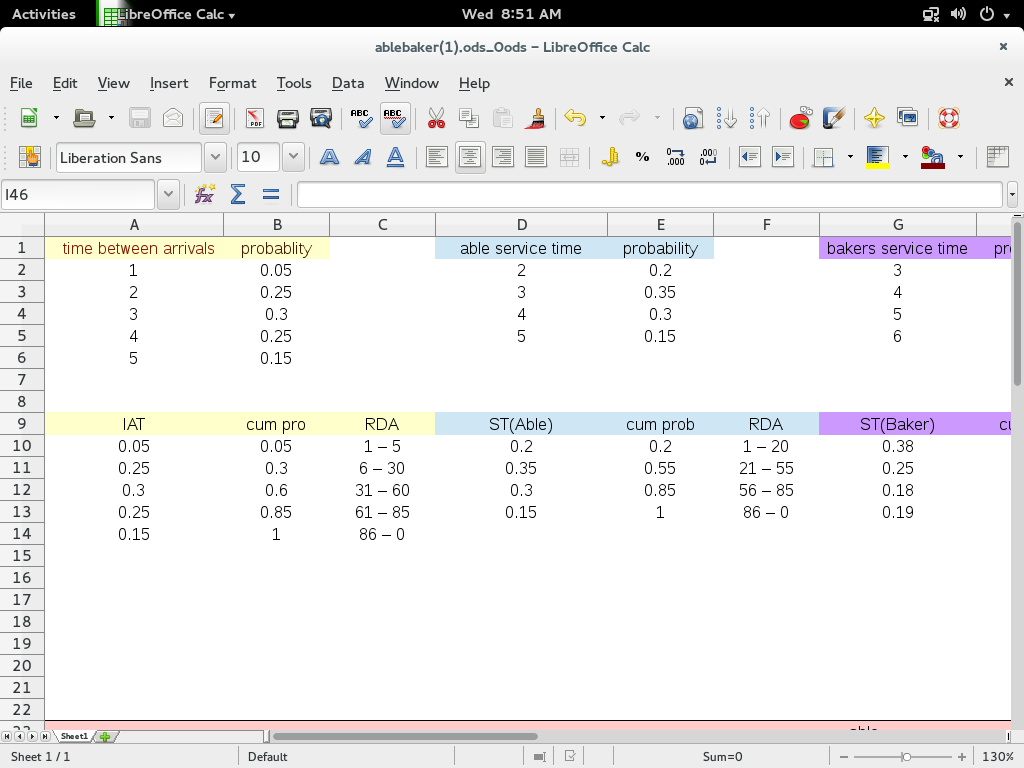 Activities LibreOffice Calc Wed 8:51 AM
ablebaker(1).ods_0ods – LibreOffice Calc
File Edit View Insert Format Tools Data Window Help
Liberation Sans 10
I46
A B C D E F G
1 time between arrivals probablity able service time probability bakers service time
2 1 0.05 2 0.2 3
3 2 0.25 3 0.35 4
4 3 0.3 4 0.3 5
5 4 0.25 5 0.15 6
6 5 0.15
7
8
9 IAT cum pro RDA ST(Able) cum prob RDA ST(Baker)
10 0.05 0.05 1 – 5 0.2 0.2 1 – 20 0.38
11 0.25 0.3 6 – 30 0.35 0.55 21 – 55 0.25
12 0.3 0.6 31 – 60 0.3 0.85 56 – 85 0.18
13 0.25 0.85 61 – 85 0.15 1 86 – 0 0.19
14 0.15 1 86 – 0
15
16
17
18
19
20
21
22
Sheet1
Sheet 1 / 1 Default Sum=0 130%